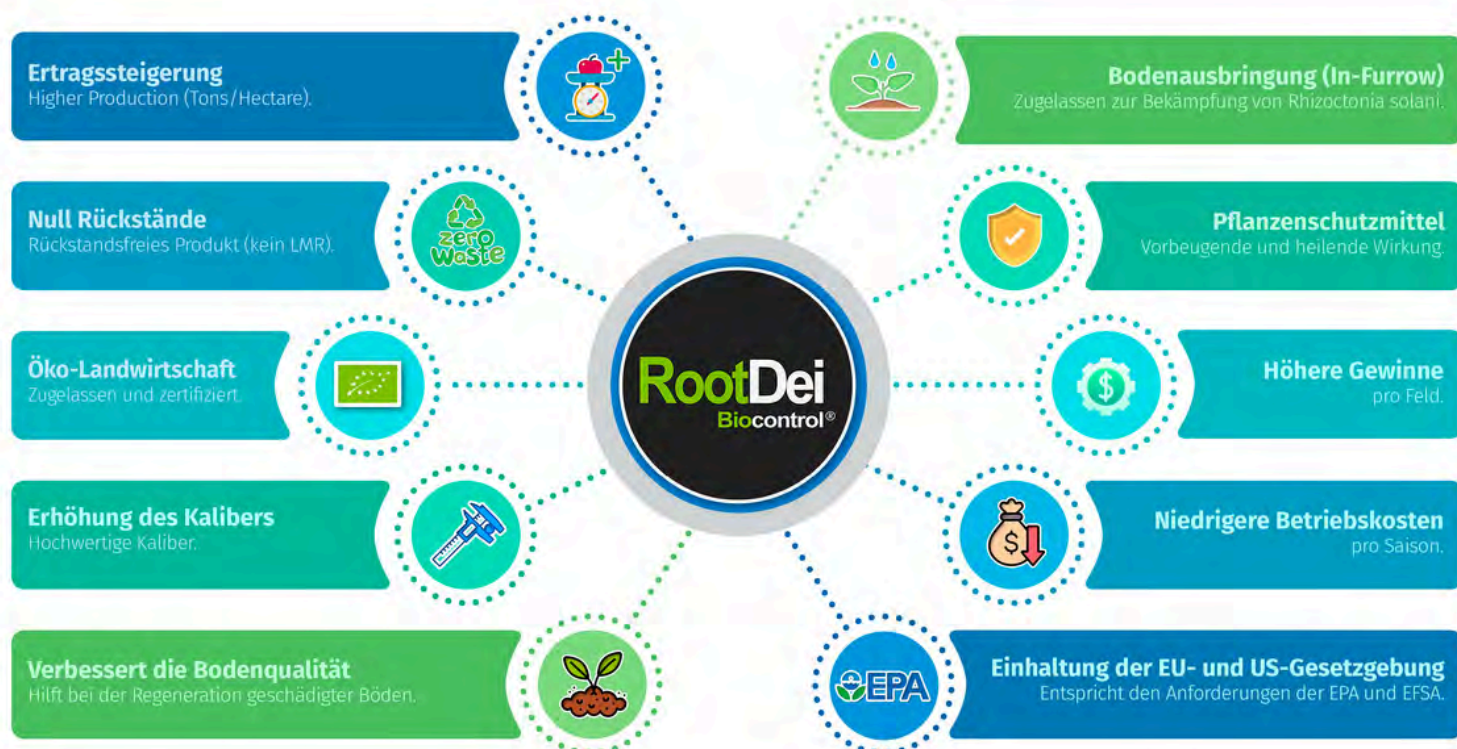 Ertragssteigerung
Higher Production (Tons/Hectare).
Null Rückstände
Rückstandsfreies Produkt (kein LMR).
zero
waste
Öko-Landwirtschaft
Zugelassen und zertifiziert.
Erhöhung des Kalibers
Hochwertige Kaliber.
Verbessert die Bodenqualität
Hilft bei der Regeneration geschädigter Böden.
RootDei
Biocontrol®
Bodenausbringung (In-Furrow)
Zugelassen zur Bekämpfung von Rhizoctonia solani.
Pflanzenschutzmittel
Vorbeugende und heilende Wirkung.
$
Höhere Gewinne
pro Feld.
$
Niedrigere Betriebskosten
pro Saison.
EPA
Einhaltung der EU- und US-Gesetzgebung
Entspricht den Anforderungen der EPA und EFSA.